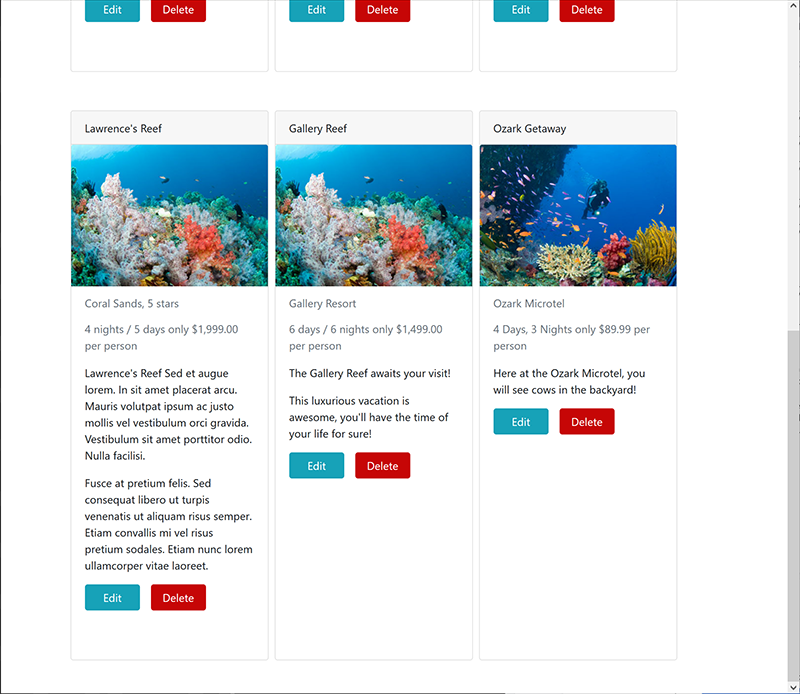 Edit Delete
Edit Delete
Edit Delete
Lawrence's Reef
Coral Sands, 5 stars
4 nights / 5 days only $1,999.00
per person
Lawrence's Reef Sed et augue
lorem. In sit amet placerat arcu.
Mauris volutpat ipsum ac justo
mollis vel vestibulum orci gravida.
Vestibulum sit amet porttitor odio.
Nulla facilisi.
Fusce at pretium felis. Sed
consequat libero ut turpis
venenatis ut aliquam risus semper.
Etiam convallis mi vel risus
pretium sodales. Etiam nunc lorem
ullamcorper vitae laoreet.
Edit Delete
Gallery Reef
Gallery Resort
6 days / 6 nights only $1,499.00
per person
The Gallery Reef awaits your visit!
This luxurious vacation is
awesome, you'll have the time of
your life for sure!
Edit Delete
Ozark Getaway
Ozark Microtel
4 Days, 3 Nights only $89.99 per
person
Here at the Ozark Microtel, you
will see cows in the backyard!
Edit Delete